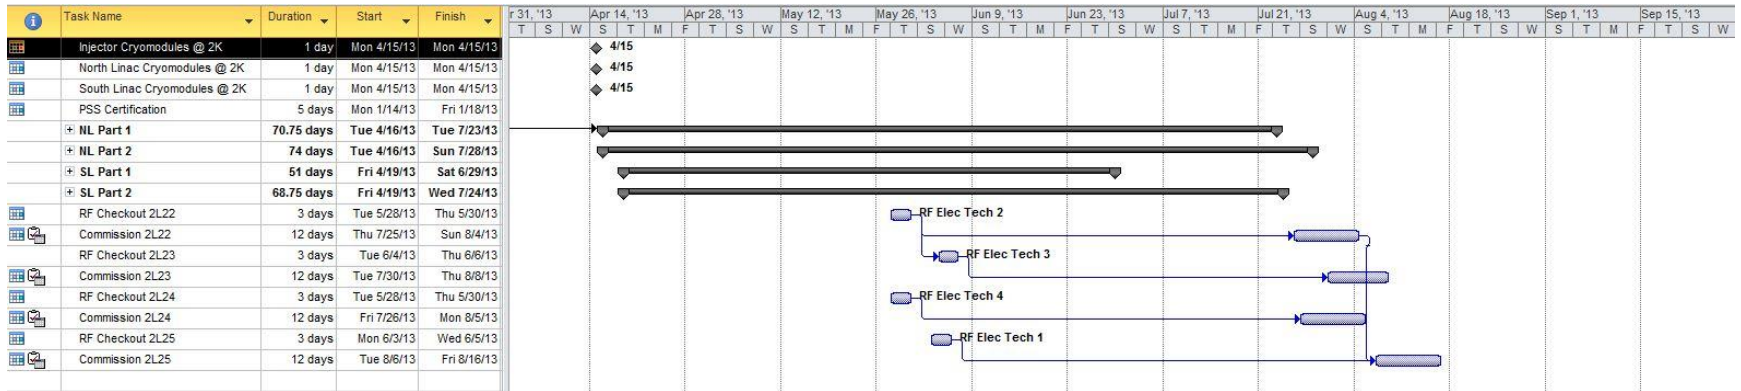 Task Name Duration Start Finish r 31, '13 Apr 14, '13 Apr 28, '13 May 12, '13 May 26, '13 Jun 9, '13 Jun 23, '13 Jul 7, '13 Jul 21, '13 Aug 4, '13 Aug 18, '13 Sep 1, '13 Sep 15, '13
T S W S T M F T S W S T M F T S W S T M F T S W S T M F T S W S T M F T S W S T M F T S W
Injector Cryomodules @ 2K 1 day Mon 4/15/13 Mon 4/15/13 4/15
North Linac Cryomodules @ 2K 1 day Mon 4/15/13 Mon 4/15/13 4/15
South Linac Cryomodules @ 2K 1 day Mon 4/15/13 Mon 4/15/13 4/15
PSS Certification 5 days Mon 1/14/13 Fri 1/18/13
NL Part 1 70.75 days Tue 4/16/13 Tue 7/23/13
NL Part 2 74 days Tue 4/16/13 Sun 7/28/13
SL Part 1 51 days Fri 4/19/13 Sat 6/29/13
SL Part 2 68.75 days Fri 4/19/13 Wed 7/24/13
RF Checkout 2L22 3 days Tue 5/28/13 Thu 5/30/13 RF Elec Tech 2
Commission 2L22 12 days Thu 7/25/13 Sun 8/4/13
RF Checkout 2L23 3 days Tue 6/4/13 Thu 6/6/13 RF Elec Tech 3
Commission 2L23 12 days Tue 7/30/13 Thu 8/8/13
RF Checkout 2L24 3 days Tue 5/28/13 Thu 5/30/13 RF Elec Tech 4
Commission 2L24 12 days Fri 7/26/13 Mon 8/5/13
RF Checkout 2L25 3 days Mon 6/3/13 Wed 6/5/13 RF Elec Tech 1
Commission 2L25 12 days Tue 8/6/13 Fri 8/16/13